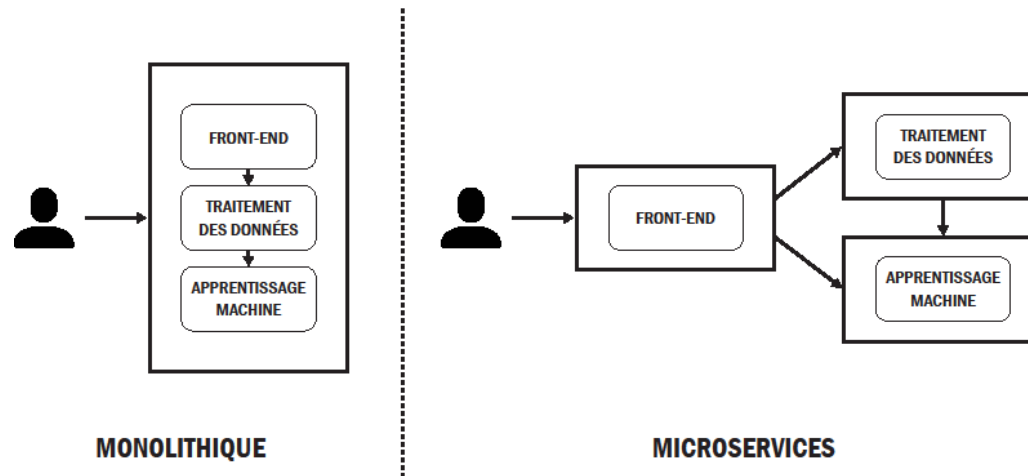 FRONT-END
TRAITEMENT
DES DONNÉES
APPRENTISSAGE
MACHINE
MONOLITHIQUE
FRONT-END
TRAITEMENT
DES DONNÉES
APPRENTISSAGE
MACHINE
MICROSERVICES